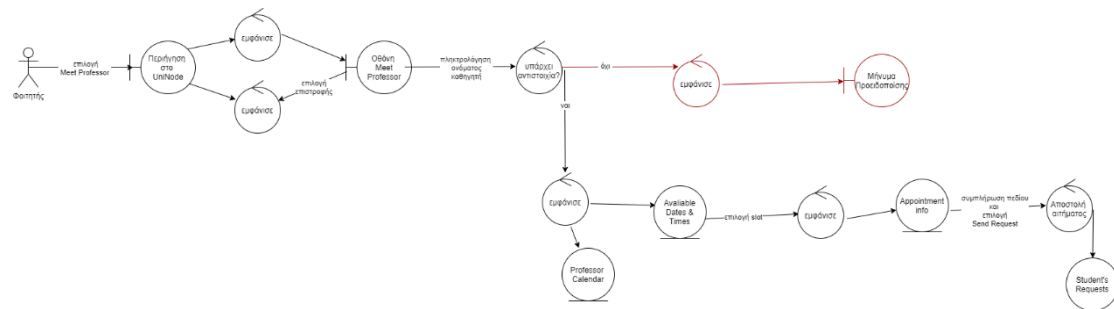 επιλογή
Meet Professor
Φοιτητής
Περιήγηση
στο
UniNode
εμφάνισε
εμφάνισε
επιλογή
επιστροφής
Οθόνη
Meet
Professor
πληκτρολόγηση
ονόματος
καθηγητή
υπάρχει
αντιστοιχία?
όχι
εμφάνισε
Μήνυμα
Προειδοποίσης
ναι
εμφάνισε
Professor
Calendar
Avaliable
Dates &
Times
επιλογή slot
εμφάνισε
Appointment
info
συμπλήρωση πεδίου
και
επιλογή
Send Request
Αποστολή
αιτήματος
Student's
Requests